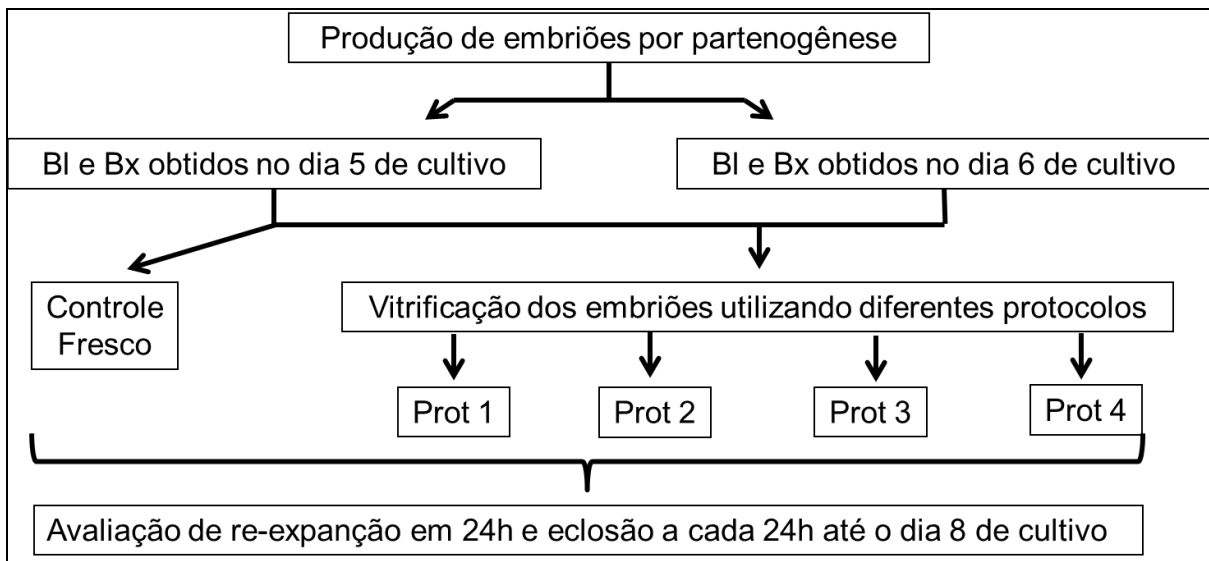 Produção de embriões por partenogênese
Bl e Bx obtidos no dia 5 de cultivo
Bl e Bx obtidos no dia 6 de cultivo
Controle
Fresco
Vitrificação dos embriões utilizando diferentes protocolos
Prot 1
Prot 2
Prot 3
Prot 4
Avaliação de re-expanção em 24h e eclosão a cada 24h até o dia 8 de cultivo